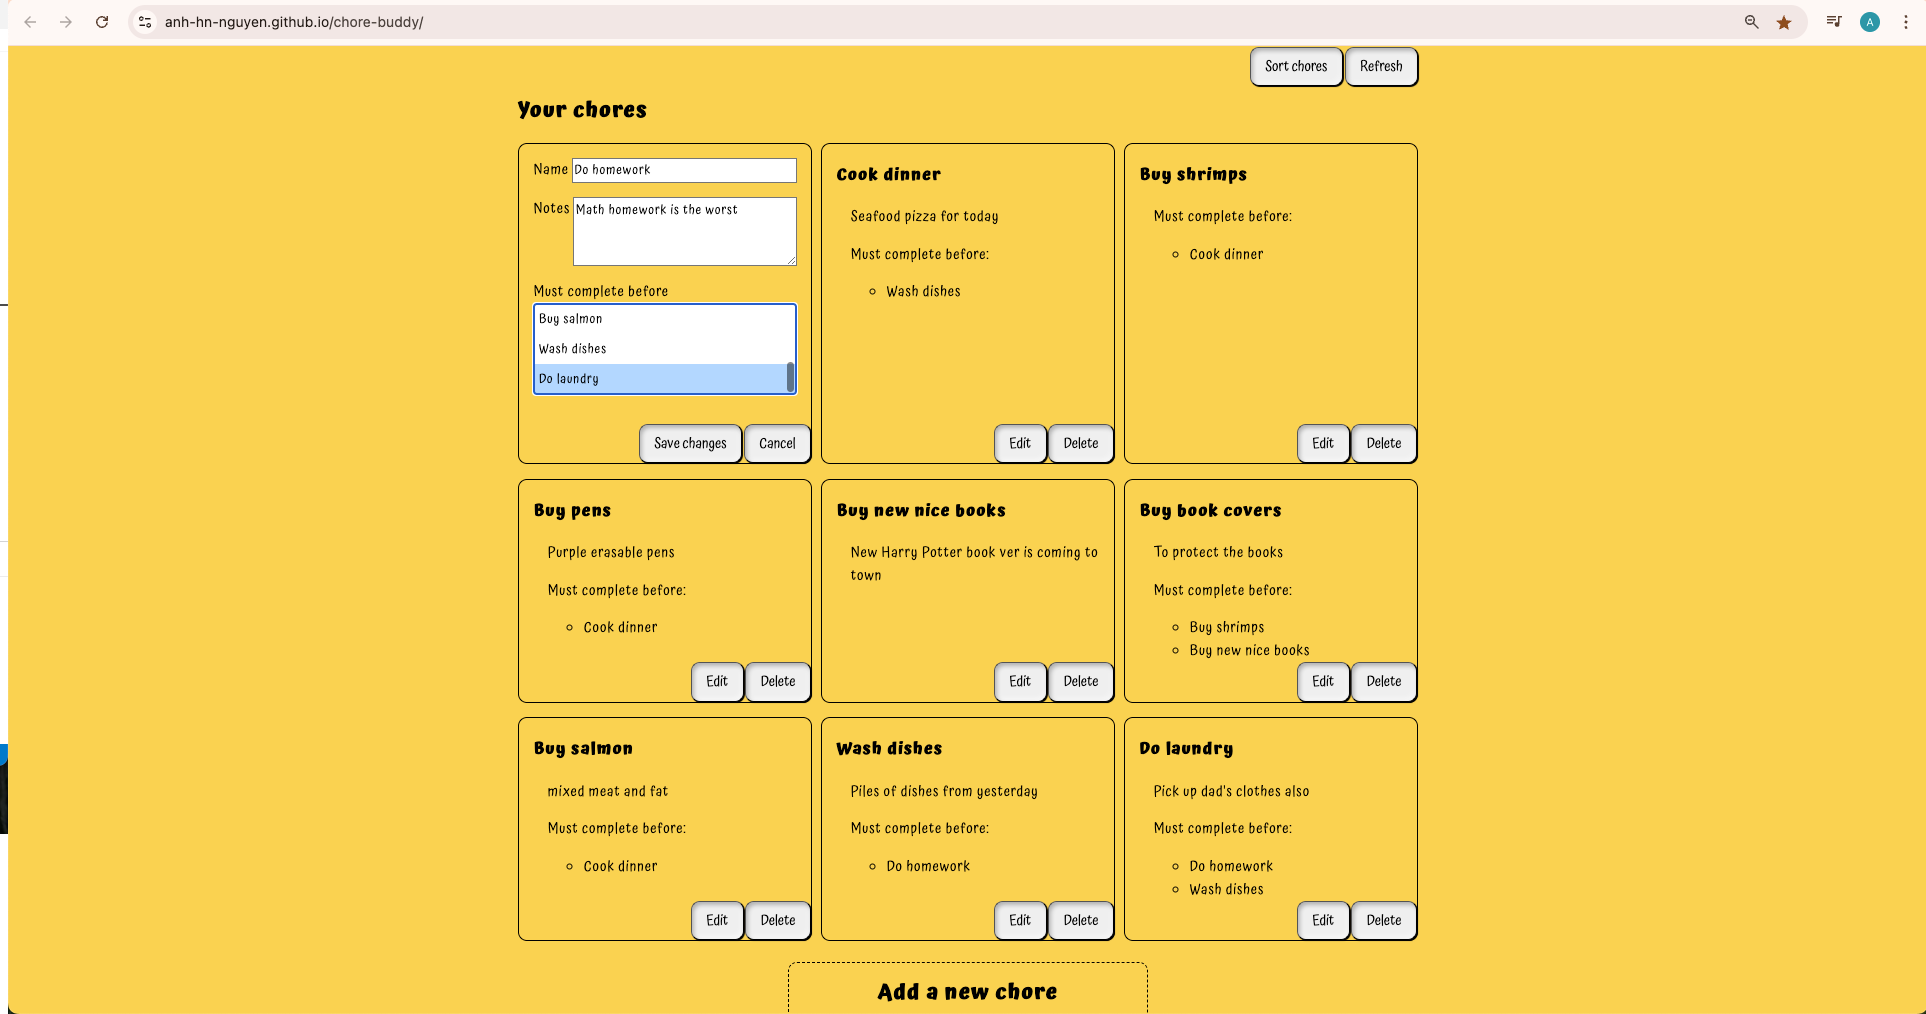 anh-hn-nguyen.github.io/chore-buddy/
A
Sort chores
Refresh
Your chores
Name
Do homework
Notes
Math homework is the worst
Must complete before
Buy salmon
Wash dishes
Do laundry
Save changes
Cancel
Cook dinner
Seafood pizza for today
Must complete before:
Wash dishes
Edit
Delete
Buy shrimps
Must complete before:
Cook dinner
Edit
Delete
Buy pens
Purple erasable pens
Must complete before:
Cook dinner
Edit
Delete
Buy new nice books
New Harry Potter book ver is coming to
town
Edit
Delete
Buy book covers
To protect the books
Must complete before:
Buy shrimps
Buy new nice books
Edit
Delete
Buy salmon
mixed meat and fat
Must complete before:
Cook dinner
Edit
Delete
Wash dishes
Piles of dishes from yesterday
Must complete before:
Do homework
Edit
Delete
Do laundry
Pick up dad's clothes also
Must complete before:
Do homework
Wash dishes
Edit
Delete
Add a new chore